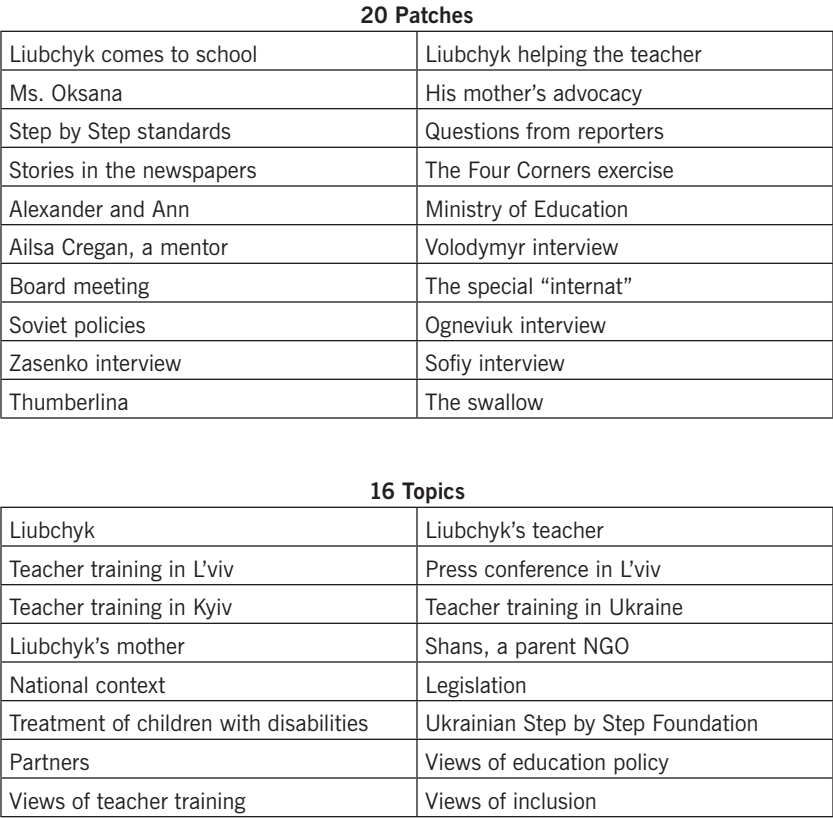 20 Patches
Liubchyk comes to school Liubchyk helping the teacher
Ms. Oksana His mother’s advocacy
Step by Step standards Questions from reporters
Stories in the newspapers The Four Corners exercise
Alexander and Ann Ministry of Education
Ailsa Cregan, a mentor Volodymyr interview
Board meeting The special “internat”
Soviet policies Ogneviuk interview
Zasenko interview Sofiy interview
Thumberlina The swallow
16 Topics
Liubchyk Liubchyk’s teacher
Teacher training in L’viv Press conference in L’viv
Teacher training in Kyiv Teacher training in Ukraine
Liubchyk’s mother Shans, a parent NGO
National context Legislation
Treatment of children with disabilities Ukrainian Step by Step Foundation
Partners Views of education policy
Views of teacher training Views of inclusion